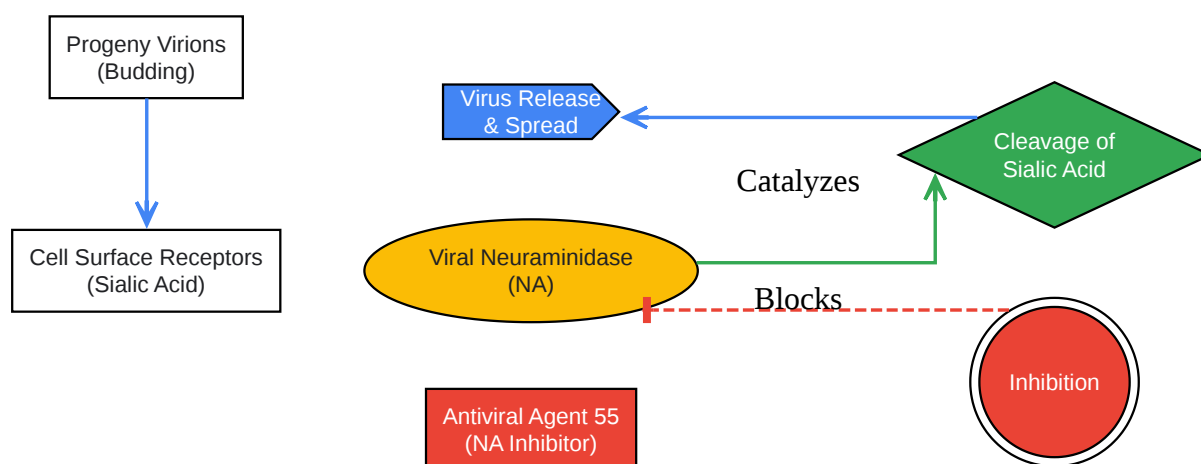 Progeny Virions
(Budding)
Virus Release
& Spread
Cleavage of
Sialic Acid
Catalyzes
Cell Surface Receptors
(Sialic Acid)
Viral Neuraminidase
(NA)
Blocks
Inhibition
Antiviral Agent 55
(NA Inhibitor)